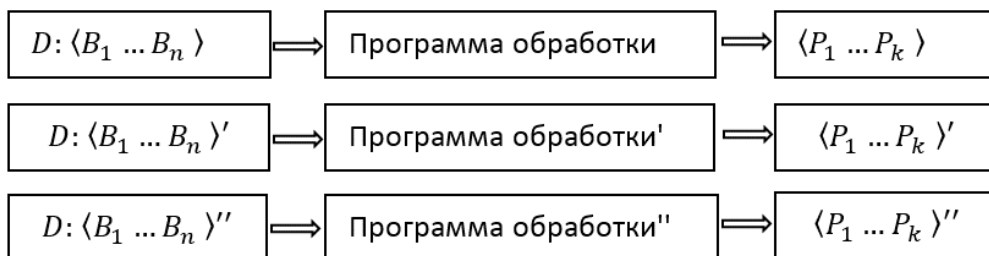 D: ⟨B₁ … Bₙ ⟩ Программа обработки ⟨P₁ … Pₖ ⟩
D: ⟨B₁ … Bₙ ⟩′ Программа обработки' ⟨P₁ … Pₖ ⟩′
D: ⟨B₁ … Bₙ ⟩′′ Программа обработки" ⟨P₁ … Pₖ ⟩′′